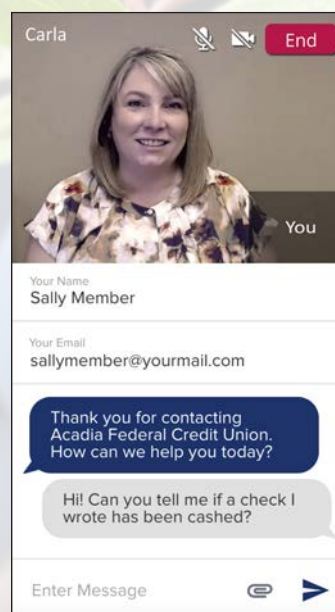 Carla
End
You
Your Name
Sally Member
Your Email
sallymember@yourmail.com
Thank you for contacting
Acadia Federal Credit Union.
How can we help you today?
Hi! Can you tell me if a check I
wrote has been cashed?
Enter Message